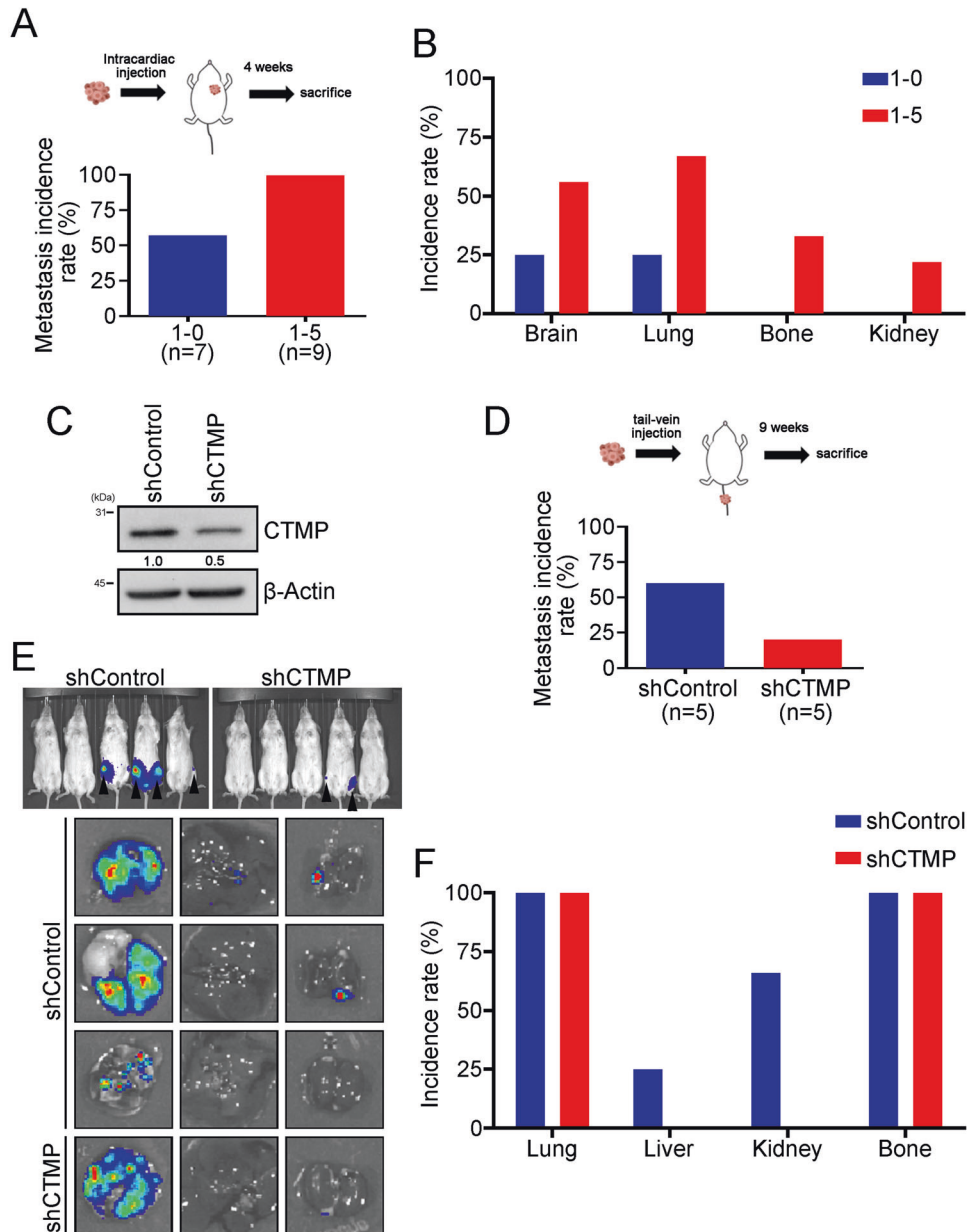 A
Intracardiac
injection
4 weeks
sacrifice
Metastasis incidence
rate (%)
100
75
50
25
0
1-0
(n=7)
1-5
(n=9)
B
Incidence rate (%)
100
75
50
25
0
1-0
1-5
Brain
Lung
Bone
Kidney
C
shControl
shCTMP
(kDa)
31
CTMP
1.0
0.5
45
β-Actin
D
tail-vein
injection
9 weeks
sacrifice
Metastasis incidence
rate (%)
100
75
50
25
0
shControl
(n=5)
shCTMP
(n=5)
E
shControl
shCTMP
shControl
shCTMP
F
shControl
shCTMP
Incidence rate (%)
100
75
50
25
0
Lung
Liver
Kidney
Bone